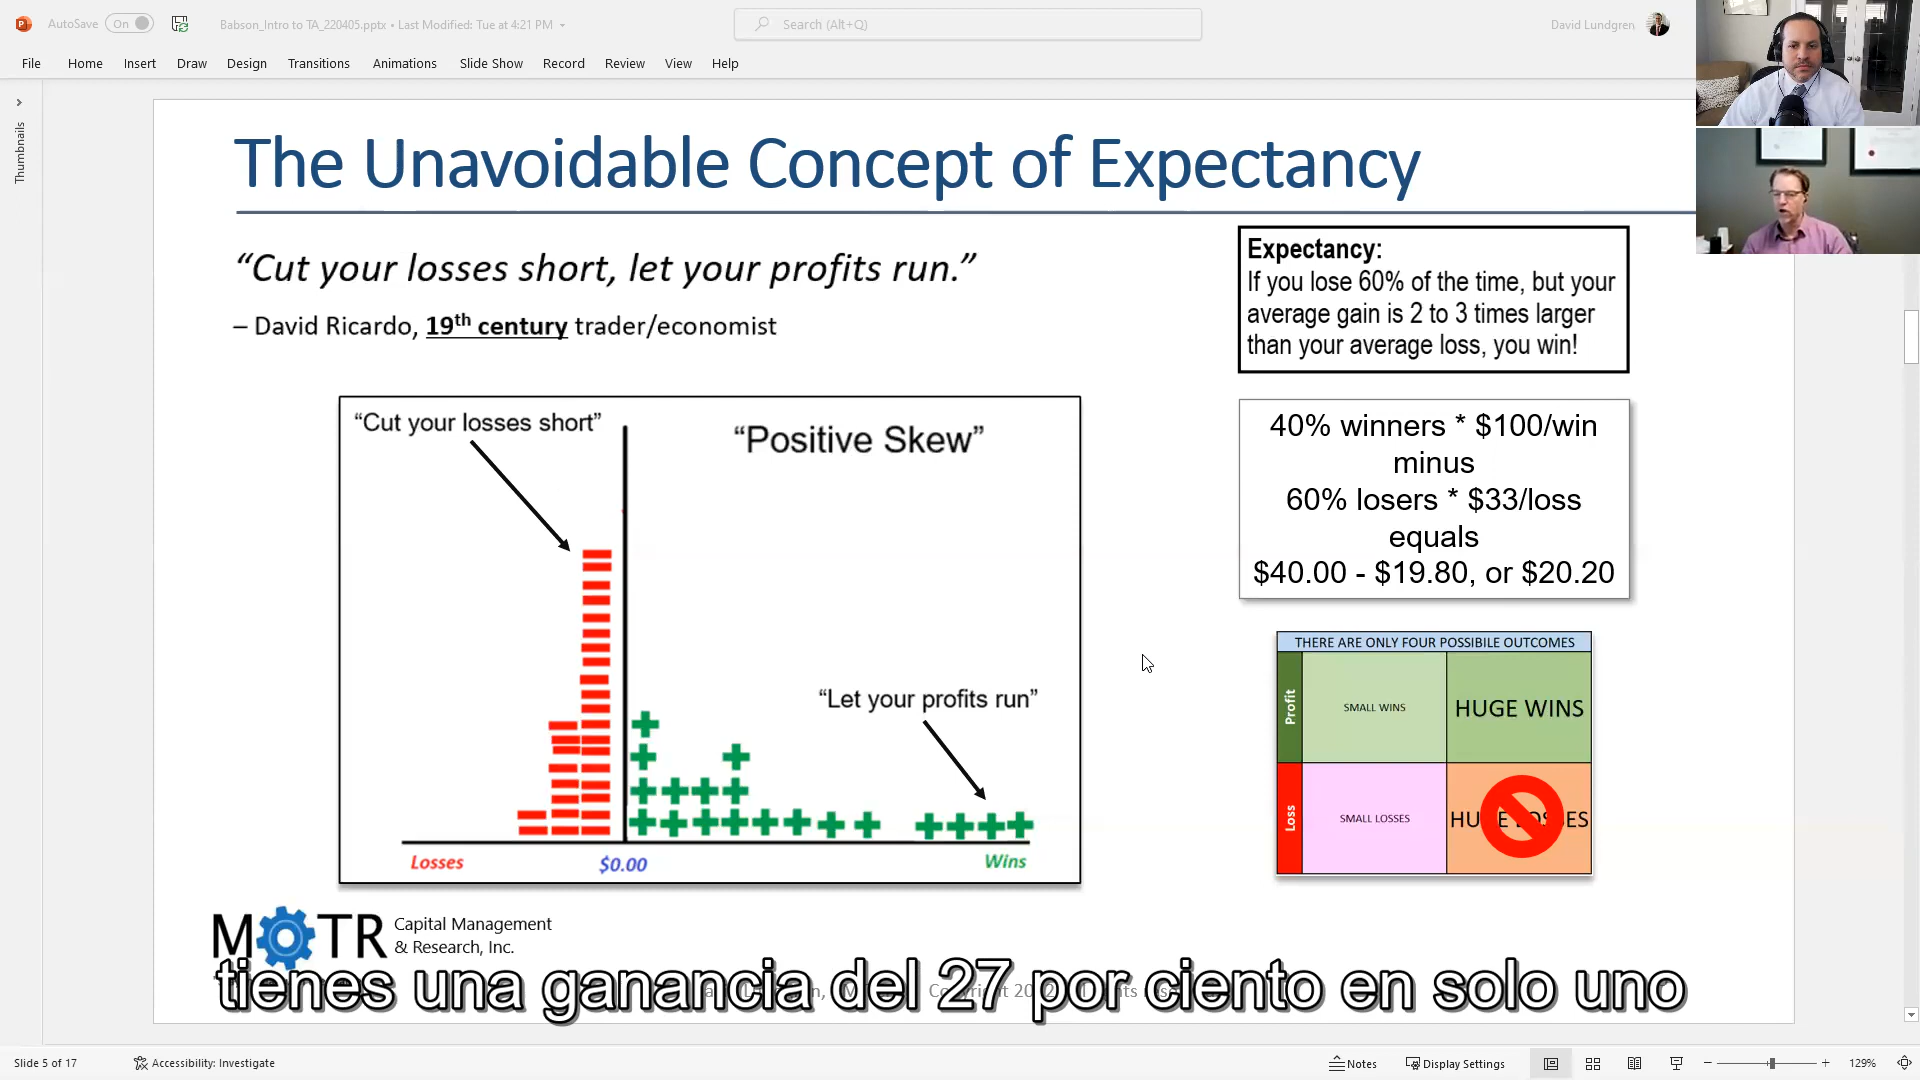 AutoSave
On
Babson_Intro to TA_220405.pptx • Last Modified: Tue at 4:21 PM
Search (Alt+Q)
David Lundgren
File Home Insert Draw Design Transitions Animations Slide Show Record Review View Help
Thumbnails
The Unavoidable Concept of Expectancy
“Cut your losses short, let your profits run.”
– David Ricardo, 19th century trader/economist
Expectancy:
If you lose 60% of the time, but your
average gain is 2 to 3 times larger
than your average loss, you win!
“Cut your losses short”
“Positive Skew”
“Let your profits run”
Losses
$0.00
Wins
40% winners * $100/win
minus
60% losers * $33/loss
equals
$40.00 - $19.80, or $20.20
THERE ARE ONLY FOUR POSSIBILE OUTCOMES
Profit
SMALL WINS
HUGE WINS
Loss
SMALL LOSSES
HUGE LOSSES
MOTR
Capital Management
& Research, Inc.
tienes una ganancia del 27 por ciento en solo uno
Slide 5 of 17
Accessibility: Investigate
Notes
Display Settings
129%